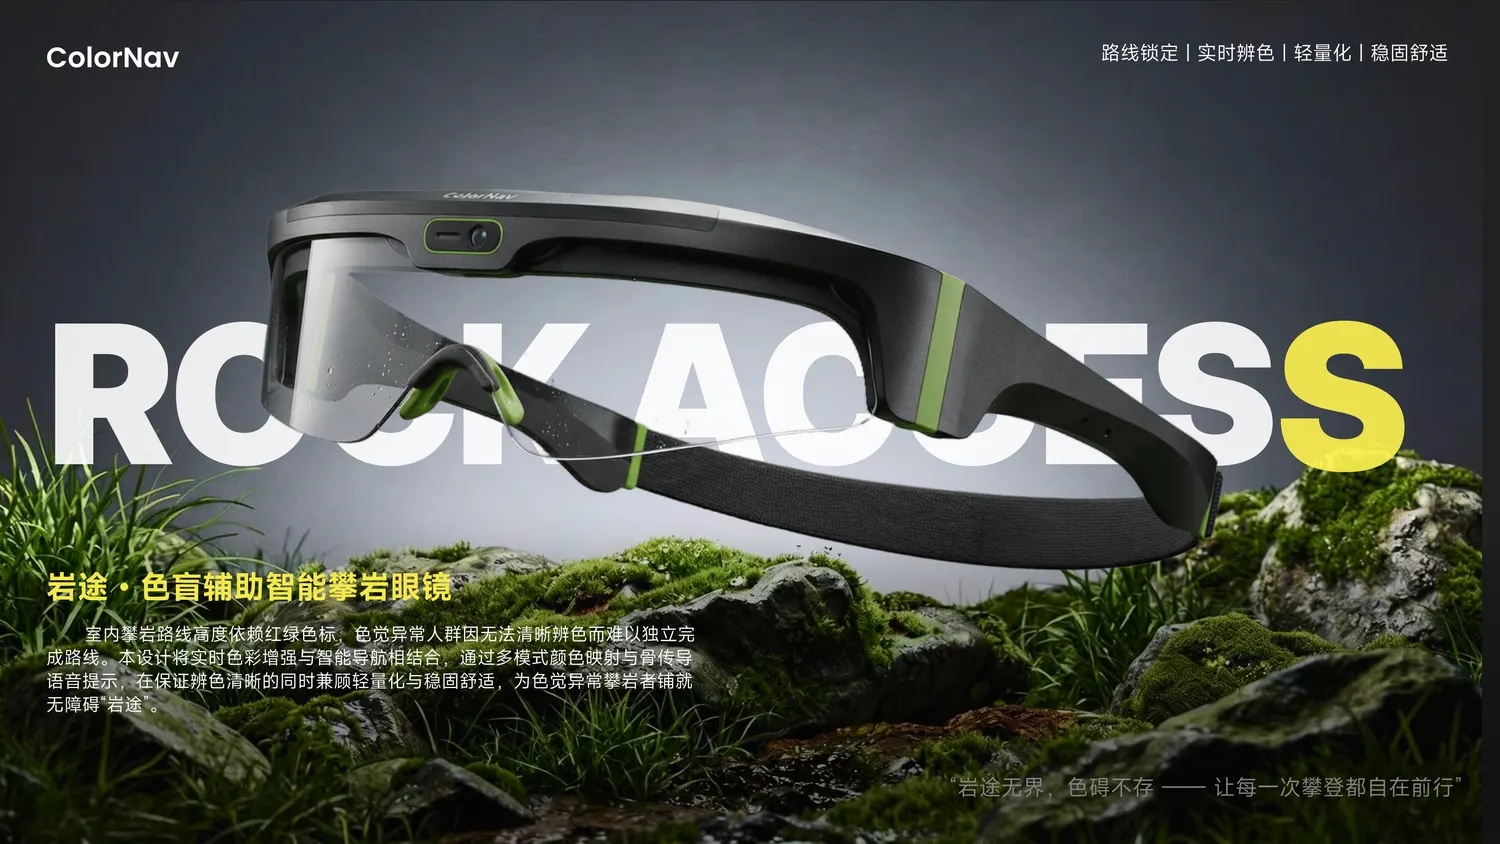 ColorNav
路线锁定 | 实时辨色 | 轻量化 | 稳固舒适
ColorNav
ROCK ACCESS
岩途·色盲辅助智能攀岩眼镜
室内攀岩路线高度依赖红绿色标，色觉异常人群因无法清晰辨色而难以独立完
成路线。本设计将实时色彩增强与智能导航相结合，通过多模式颜色映射与骨传导
语音提示，在保证辨色清晰的同时兼顾轻量化与稳固舒适，为色觉异常攀岩者铺就
无障碍“岩途”。
“岩途无界，色碍不存 —— 让每一次攀登都自在前行”